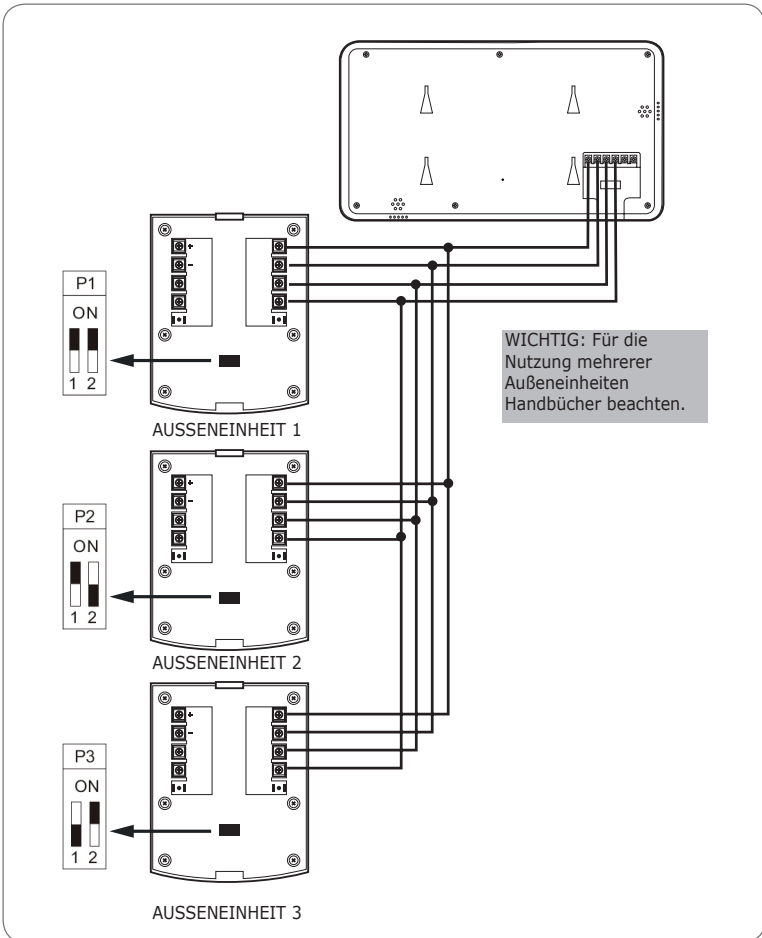 P1
ON
1 2
+
-
AUSSENEINHEIT 1
WICHTIG: Für die
Nutzung mehrerer
Außeneinheiten
Handbücher beachten.
P2
ON
1 2
+
-
AUSSENEINHEIT 2
P3
ON
1 2
+
-
AUSSENEINHEIT 3